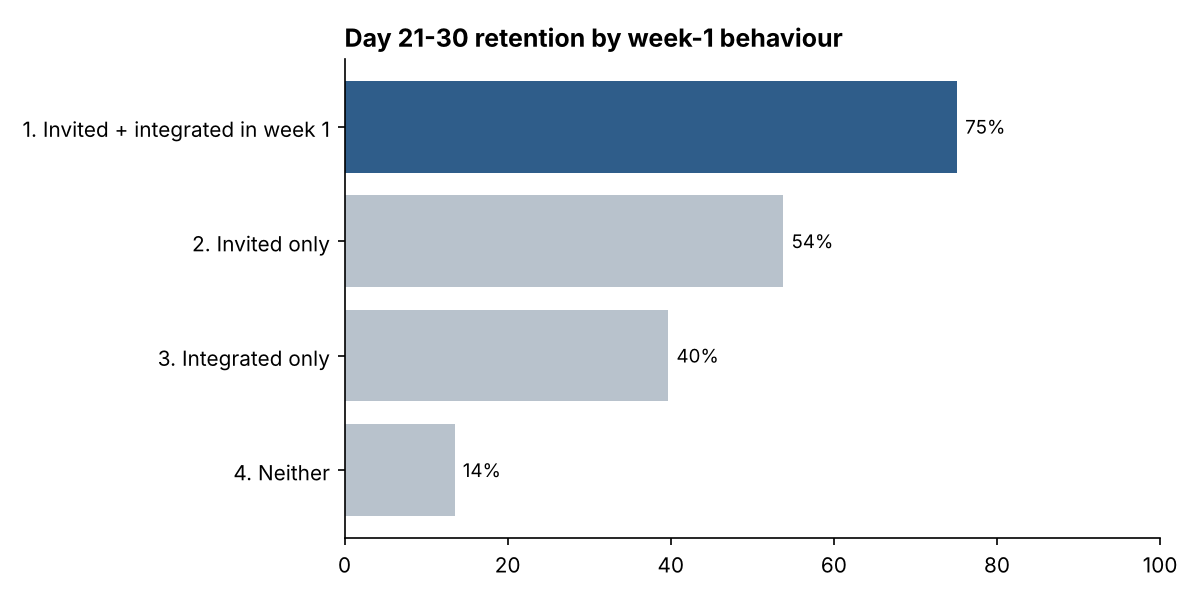 Day 21-30 retention by week-1 behaviour
1. Invited + integrated in week 1
75%
2. Invited only
54%
3. Integrated only
40%
4. Neither
14%
0 20 40 60 80 100